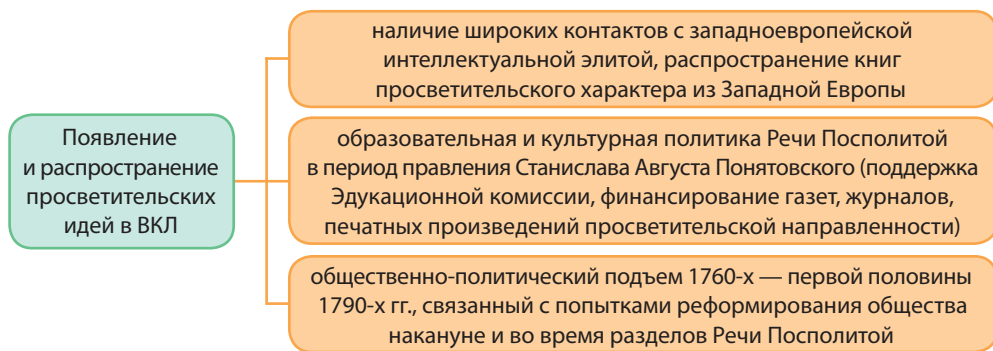 Появление
и распространение
просветительских
идей в ВКЛ
наличие широких контактов с западноевропейской
интеллектуальной элитой, распространение книг
просветительского характера из Западной Европы
образовательная и культурная политика Речи Посполитой
в период правления Станислава Августа Понятовского (поддержка
Эдукационной комиссии, финансирование газет, журналов,
печатных произведений просветительской направленности)
общественно-политический подъем 1760-х — первой половины
1790-х гг., связанный с попытками реформирования общества
накануне и во время разделов Речи Посполитой